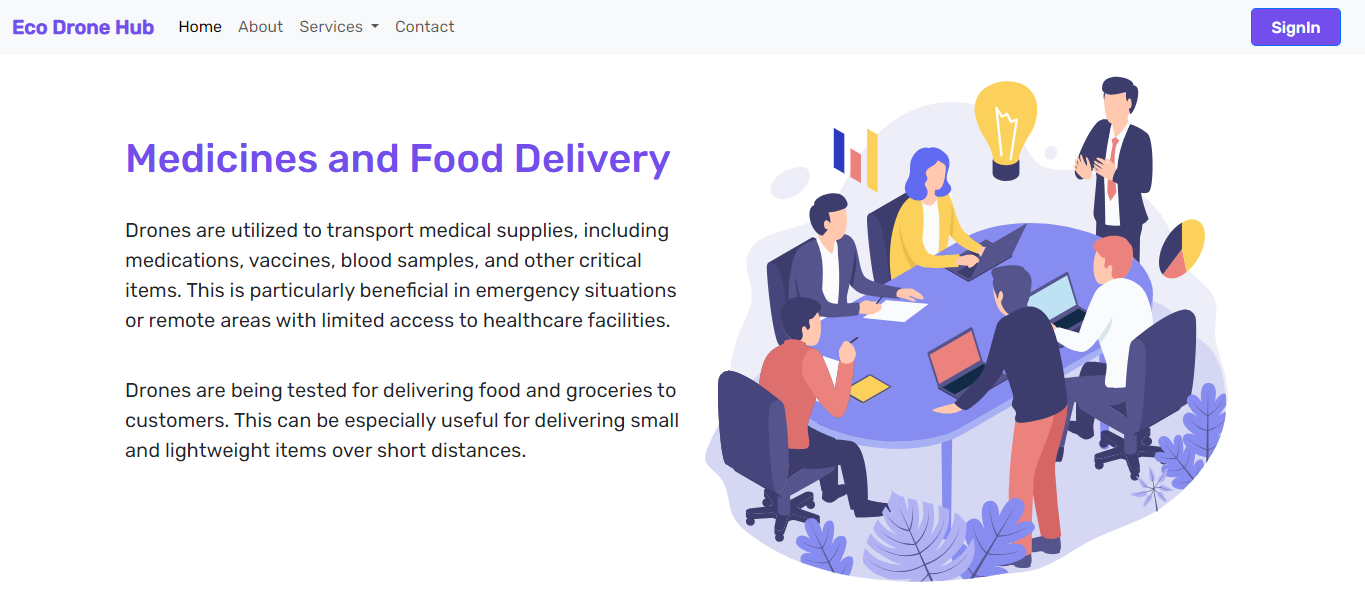 Eco Drone Hub Home About Services Contact SignIn
Medicines and Food Delivery
Drones are utilized to transport medical supplies, including
medications, vaccines, blood samples, and other critical
items. This is particularly beneficial in emergency situations
or remote areas with limited access to healthcare facilities.
Drones are being tested for delivering food and groceries to
customers. This can be especially useful for delivering small
and lightweight items over short distances.